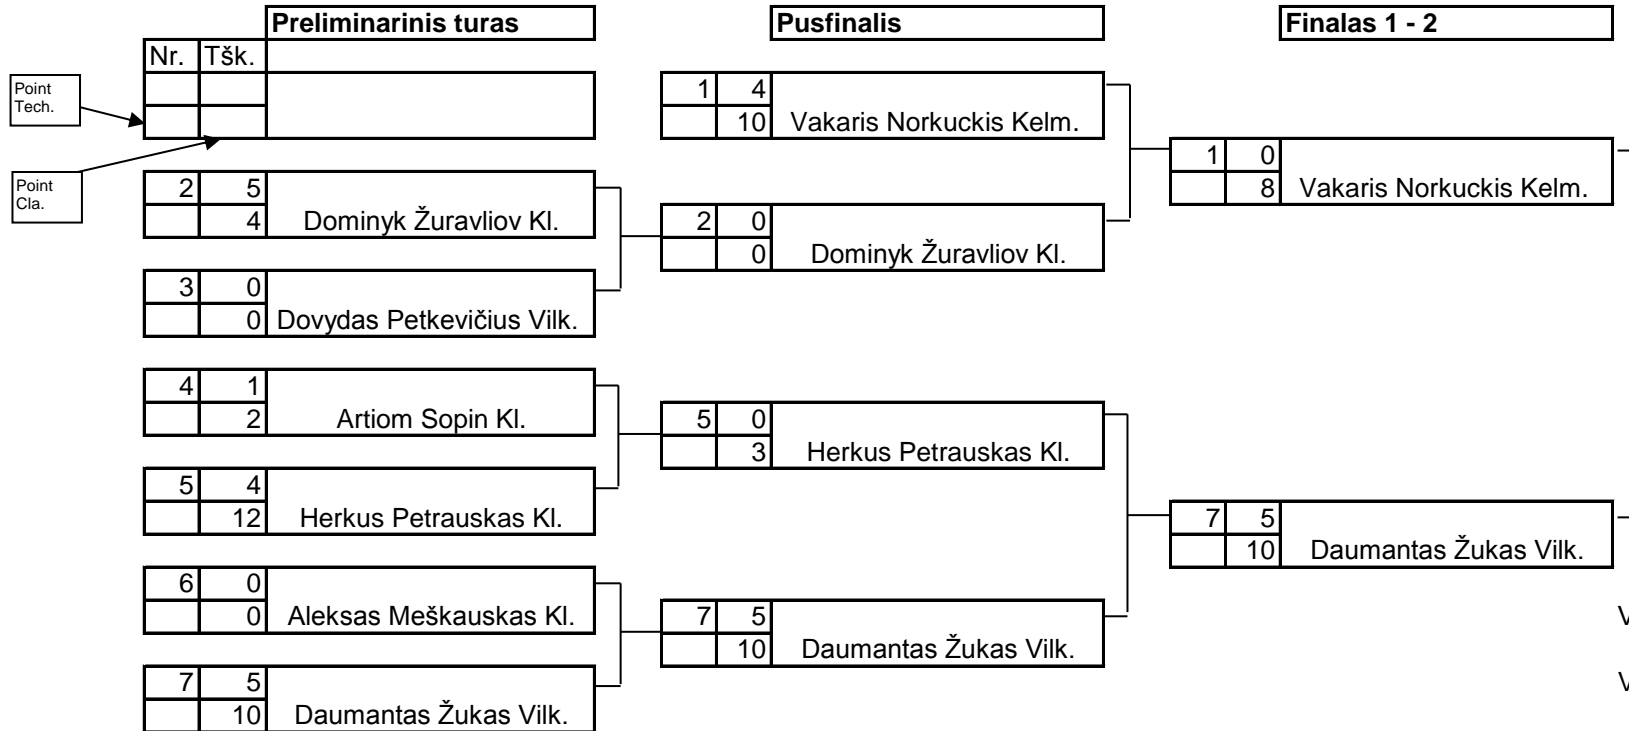 Preliminarinis turas Pusfinalis Finalas 1 - 2
Nr. Tšk.
Point
Tech.
Point
Cla.
2 5
4 Dominyk Žuravliov Kl.
3 0
0 Dovydas Petkevičius Vilk.
4 1
2 Artiom Sopin Kl.
5 4
12 Herkus Petrauskas Kl.
6 0
0 Aleksas Meškauskas Kl.
7 5
10 Daumantas Žukas Vilk.
1 4
10 Vakaris Norkuckis Kelm.
2 0
0 Dominyk Žuravliov Kl.
5 0
3 Herkus Petrauskas Kl.
7 5
10 Daumantas Žukas Vilk.
1 0
8 Vakaris Norkuckis Kelm.
7 5
10 Daumantas Žukas Vilk.